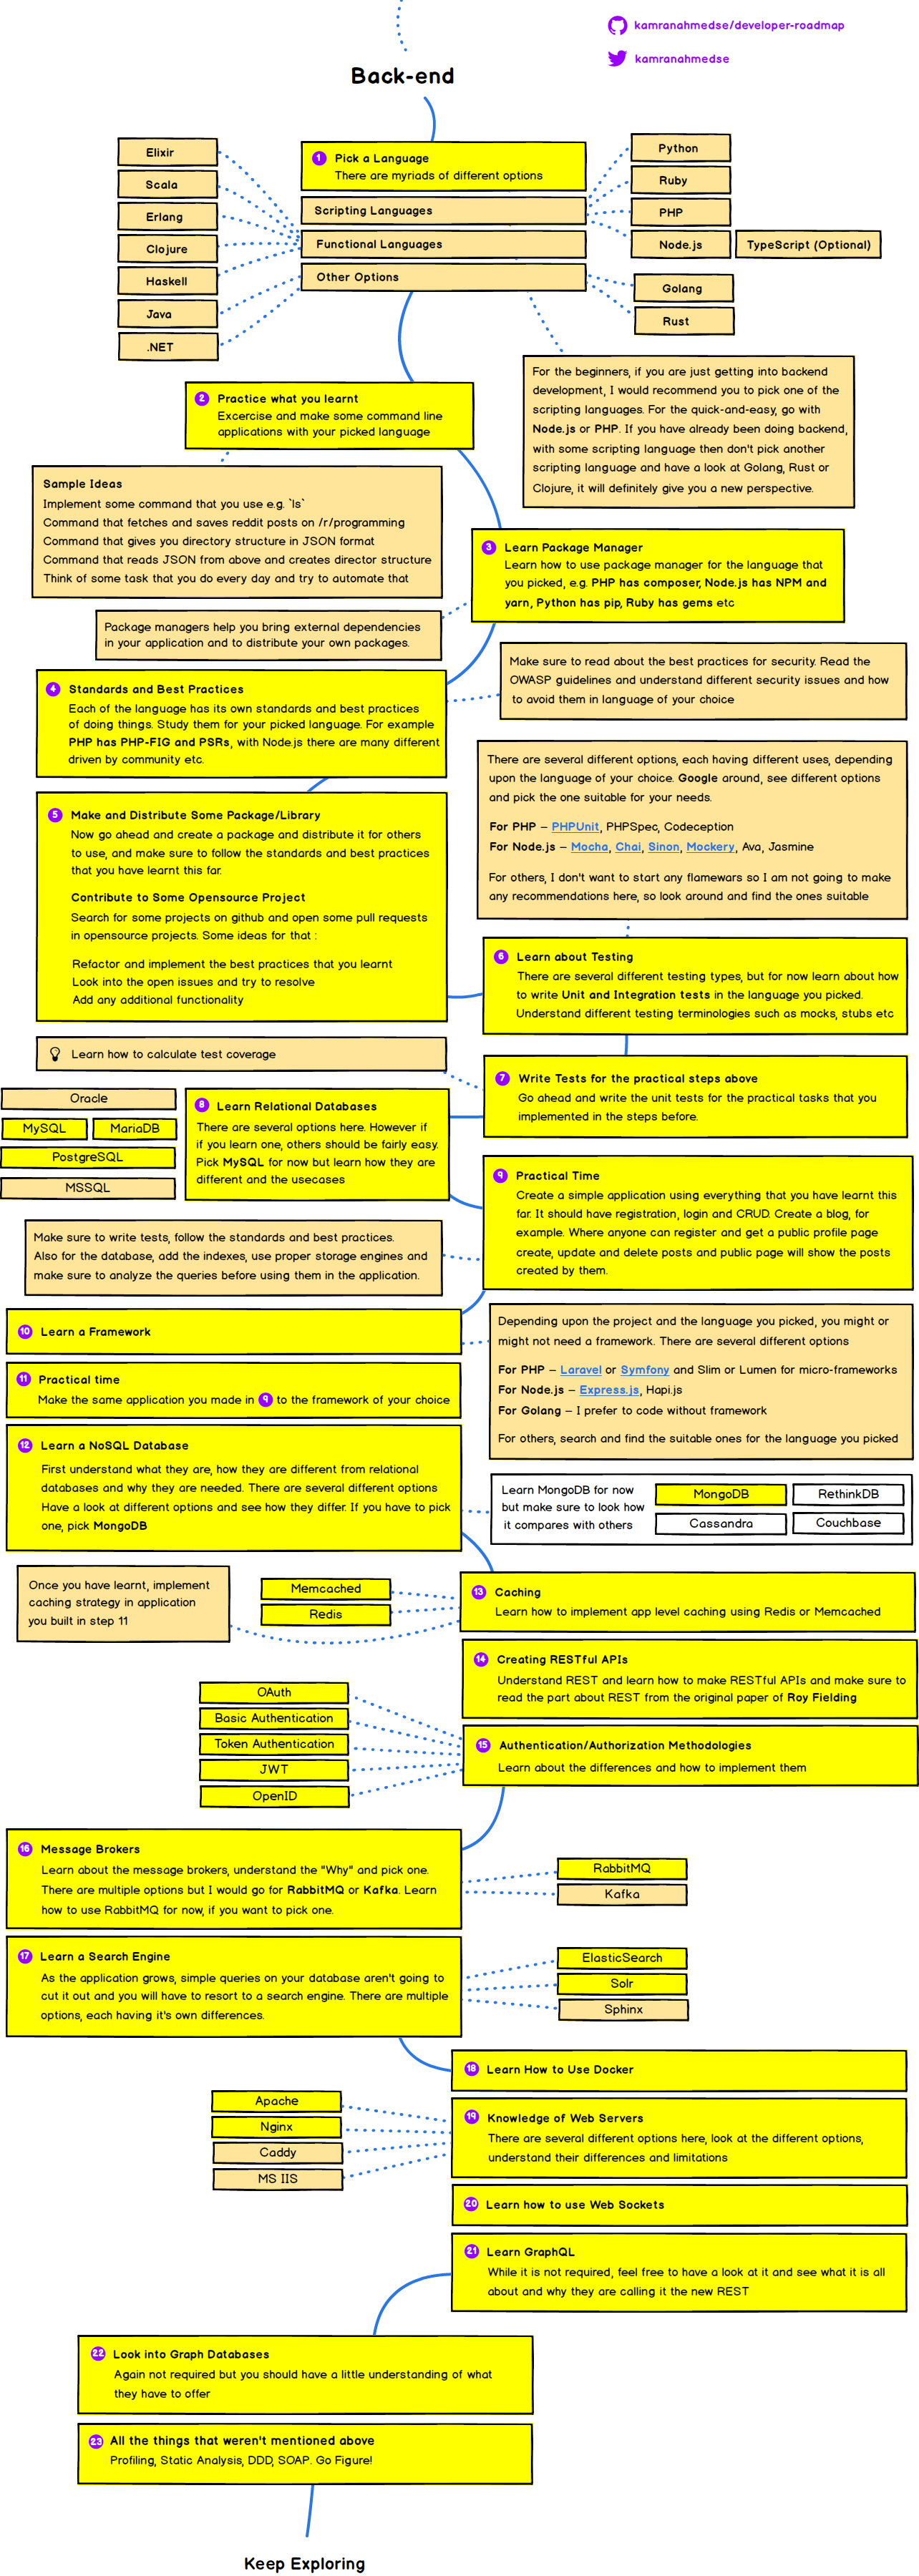 kamranahmedse/developer-roadmap
kamranahmedse
Back-end
1 Pick a Language
There are myriads of different options
Scripting Languages
Functional Languages
Other Options
Elixir
Scala
Erlang
Clojure
Haskell
Java
.NET
Python
Ruby
PHP
Node.js
TypeScript (Optional)
Golang
Rust
For the beginners, if you are just getting into backend
development, I would recommend you to pick one of the
scripting languages. For the quick-and-easy, go with
Node.js or PHP. If you have already been doing backend,
with some scripting language then don't pick another
scripting language and have a look at Golang, Rust or
Clojure, it will definitely give you a new perspective.
2 Practice what you learnt
Excercise and make some command line
applications with your picked language
Sample Ideas
Implement some command that you use e.g. `ls`
Command that fetches and saves reddit posts on /r/programming
Command that gives you directory structure in JSON format
Command that reads JSON from above and creates director structure
Think of some task that you do every day and try to automate that
3 Learn Package Manager
Learn how to use package manager for the language that
you picked, e.g. PHP has composer, Node.js has NPM and
yarn, Python has pip, Ruby has gems etc
Package managers help you bring external dependencies
in your application and to distribute your own packages.
4 Standards and Best Practices
Each of the language has its own standards and best practices
of doing things. Study them for your picked language. For example
PHP has PHP-FIG and PSRs, with Node.js there are many different
driven by community etc.
Make sure to read about the best practices for security. Read the
OWASP guidelines and understand different security issues and how
to avoid them in language of your choice
5 Make and Distribute Some Package/Library
Now go ahead and create a package and distribute it for others
to use, and make sure to follow the standards and best practices
that you have learnt this far.
Contribute to Some Opensource Project
Search for some projects on github and open some pull requests
in opensource projects. Some ideas for that :
Refactor and implement the best practices that you learnt
Look into the open issues and try to resolve
Add any additional functionality
There are several different options, each having different uses, depending
upon the language of your choice. Google around, see different options
and pick the one suitable for your needs.
For PHP – PHPUnit, PHPSpec, Codeception
For Node.js – Mocha, Chai, Sinon, Mockery, Ava, Jasmine
For others, I don't want to start any flamewars so I am not going to make
any recommendations here, so look around and find the ones suitable
6 Learn about Testing
There are several different testing types, but for now learn about how
to write Unit and Integration tests in the language you picked.
Understand different testing terminologies such as mocks, stubs etc
Learn how to calculate test coverage
7 Write Tests for the practical steps above
Go ahead and write the unit tests for the practical tasks that you
implemented in the steps before.
8 Learn Relational Databases
There are several options here. However if
if you learn one, others should be fairly easy.
Pick MySQL for now but learn how they are
different and the usecases
Oracle
MySQL
MariaDB
PostgreSQL
MSSQL
9 Practical Time
Create a simple application using everything that you have learnt this
far. It should have registration, login and CRUD. Create a blog, for
example. Where anyone can register and get a public profile page
create, update and delete posts and public page will show the posts
created by them.
Make sure to write tests, follow the standards and best practices.
Also for the database, add the indexes, use proper storage engines and
make sure to analyze the queries before using them in the application.
10 Learn a Framework
Depending upon the project and the language you picked, you might or
might not need a framework. There are several different options
For PHP – Laravel or Symfony and Slim or Lumen for micro-frameworks
For Node.js – Express.js, Hapi.js
For Golang – I prefer to code without framework
For others, search and find the suitable ones for the language you picked
11 Practical time
Make the same application you made in 9 to the framework of your choice
12 Learn a NoSQL Database
First understand what they are, how they are different from relational
databases and why they are needed. There are several different options
Have a look at different options and see how they differ. If you have to pick
one, pick MongoDB
Learn MongoDB for now
but make sure to look how
it compares with others
MongoDB
RethinkDB
Cassandra
Couchbase
13 Caching
Learn how to implement app level caching using Redis or Memcached
Memcached
Redis
Once you have learnt, implement
caching strategy in application
you built in step 11
14 Creating RESTful APIs
Understand REST and learn how to make RESTful APIs and make sure to
read the part about REST from the original paper of Roy Fielding
15 Authentication/Authorization Methodologies
Learn about the differences and how to implement them
OAuth
Basic Authentication
Token Authentication
JWT
OpenID
16 Message Brokers
Learn about the message brokers, understand the "Why" and pick one.
There are multiple options but I would go for RabbitMQ or Kafka. Learn
how to use RabbitMQ for now, if you want to pick one.
RabbitMQ
Kafka
17 Learn a Search Engine
As the application grows, simple queries on your database aren't going to
cut it out and you will have to resort to a search engine. There are multiple
options, each having it's own differences.
ElasticSearch
Solr
Sphinx
18 Learn How to Use Docker
19 Knowledge of Web Servers
There are several different options here, look at the different options,
understand their differences and limitations
Apache
Nginx
Caddy
MS IIS
20 Learn how to use Web Sockets
21 Learn GraphQL
While it is not required, feel free to have a look at it and see what it is all
about and why they are calling it the new REST
22 Look into Graph Databases
Again not required but you should have a little understanding of what
they have to offer
23 All the things that weren't mentioned above
Profiling, Static Analysis, DDD, SOAP. Go Figure!
Keep Exploring